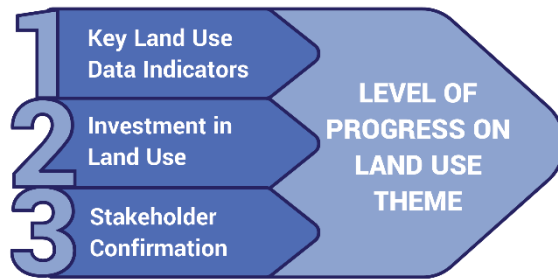 1
Key Land Use
Data Indicators
2
Investment in
Land Use
3
Stakeholder
Confirmation
LEVEL OF
PROGRESS ON
LAND USE
THEME